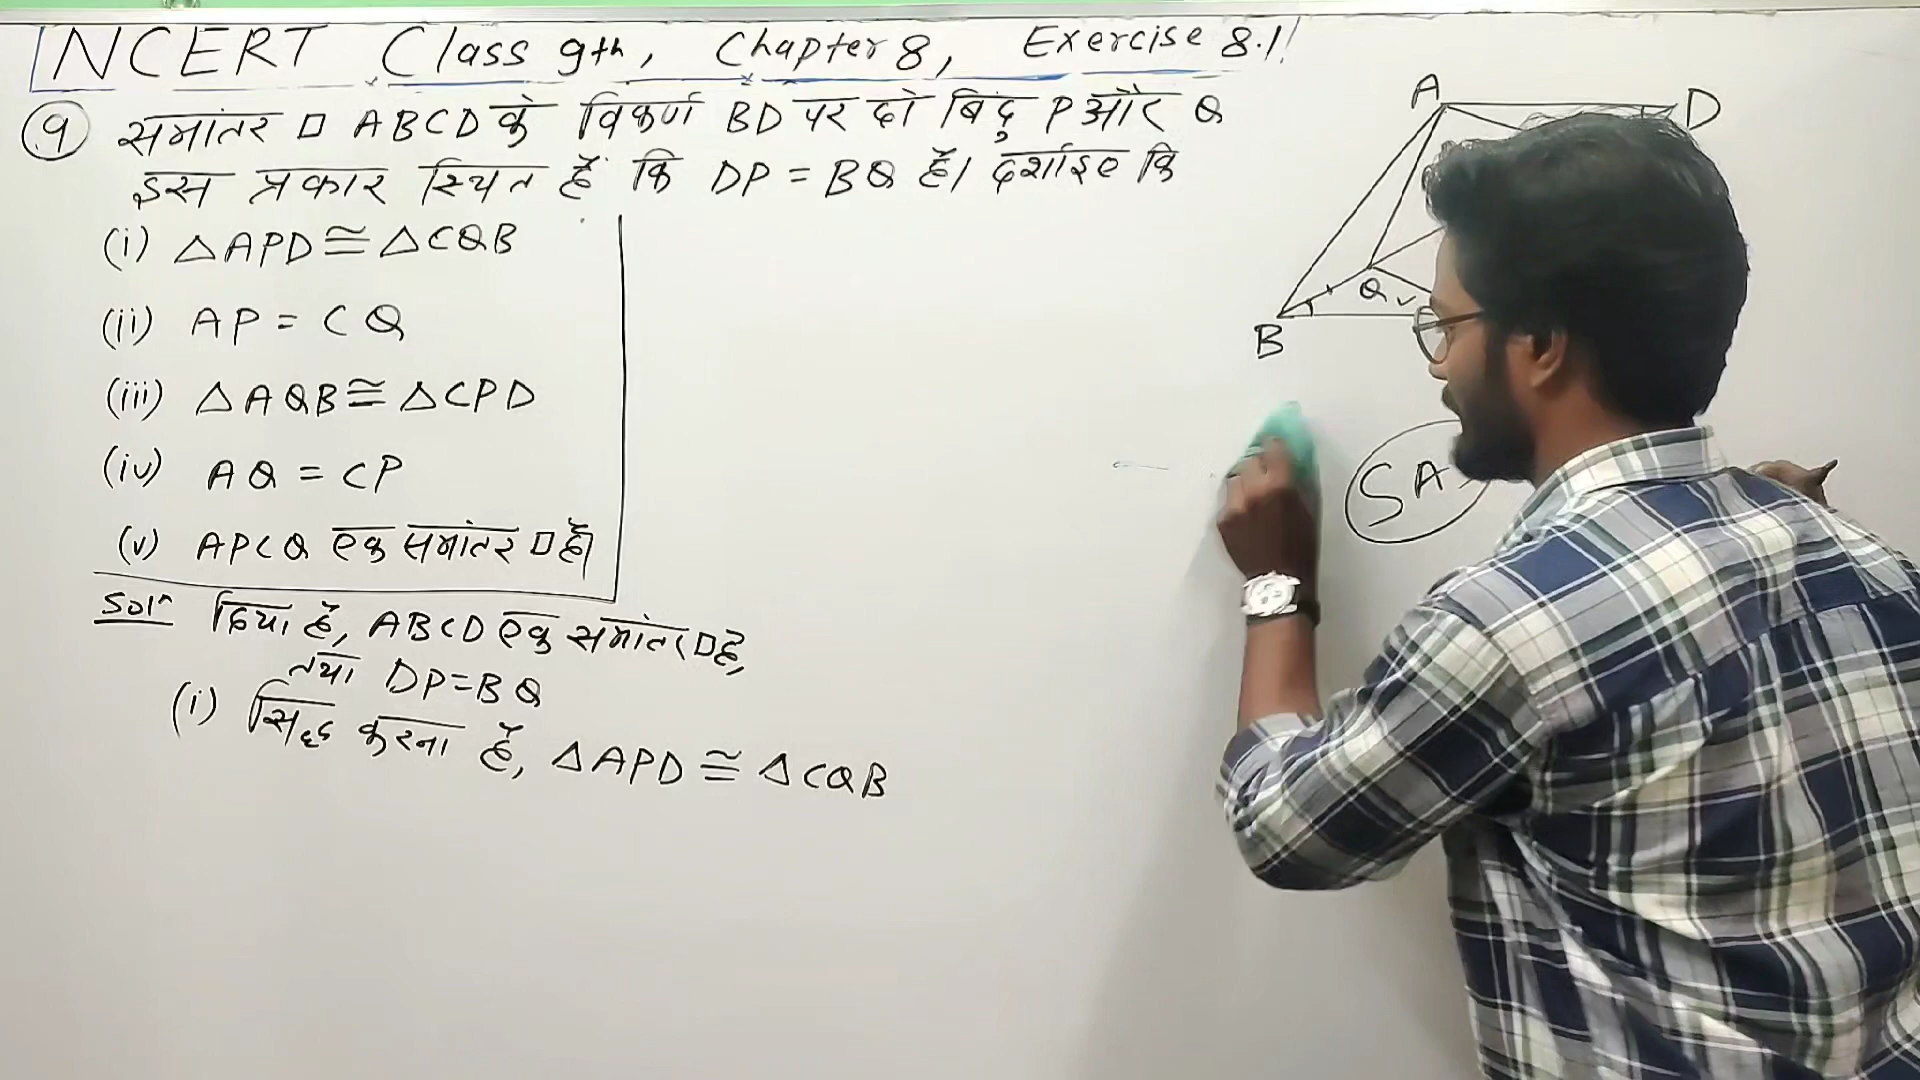 NCERT Class 9th, Chapter 8, Exercise 8.1!
9 समांतर □ ABCD के विकर्ण BD पर दो बिंदु P और Q
इस प्रकार स्थित हैं कि DP = BQ है। दर्शाइए कि
(i) △APD ≅ △CQB
(ii) AP = CQ
(iii) △AQB ≅ △CPD
(iv) AQ = CP
(v) APCQ एक समांतर □ है।
Solⁿ दिया है, ABCD एक समांतर □ है,
तथा DP = BQ
(i) सिद्ध करना है, △APD ≅ △CQB
A D
Q
B
SA